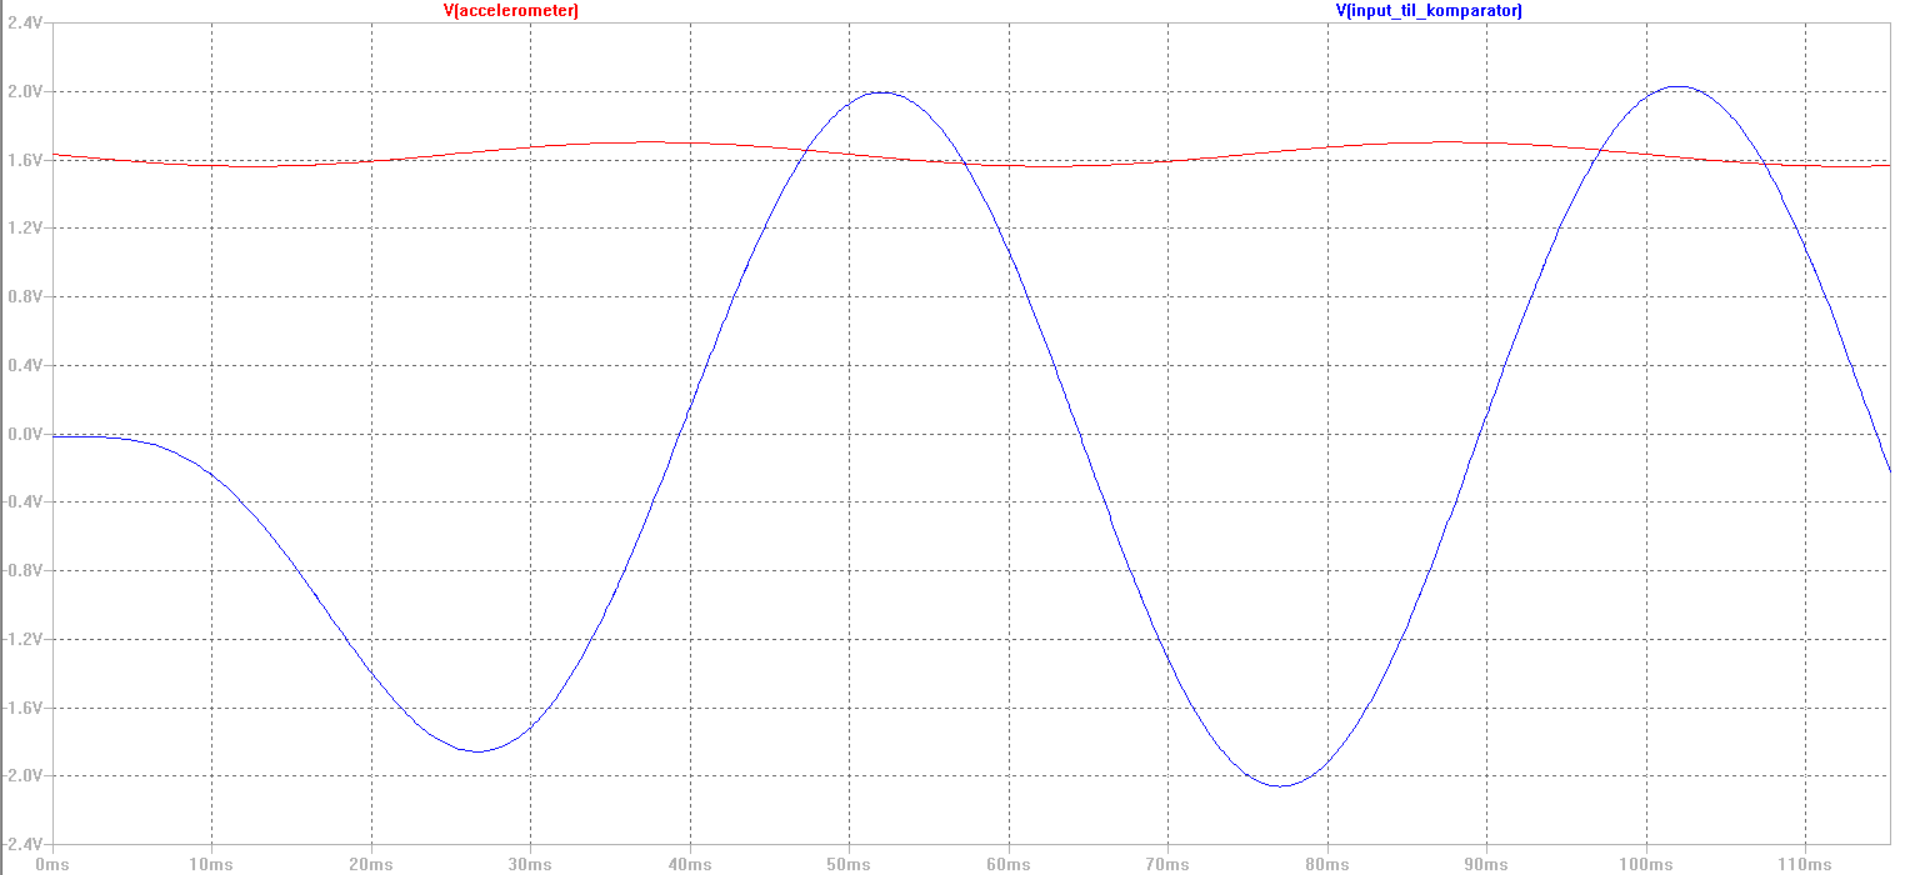 V(accelerometer) V(input_til_komparator)
2.4V
2.0V
1.6V
1.2V
0.8V
0.4V
0.0V
-0.4V
-0.8V
-1.2V
-1.6V
-2.0V
-2.4V
0ms 10ms 20ms 30ms 40ms 50ms 60ms 70ms 80ms 90ms 100ms 110ms